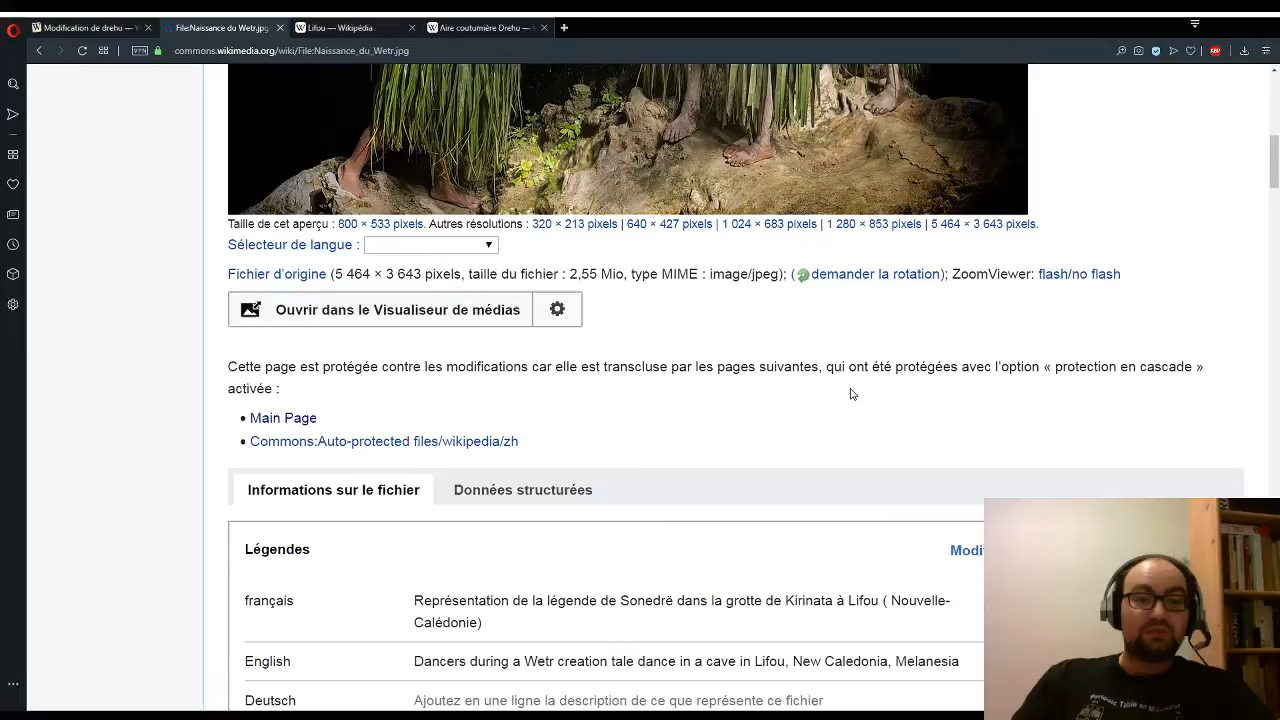 Modification de drehu — 
File:Naissance du Wetr.jpg
Lifou — Wikipédia
Aire coutumière Drehu —
VPN
commons.wikimedia.org/wiki/File:Naissance_du_Wetr.jpg
ABP
Taille de cet aperçu : 800 × 533 pixels. Autres résolutions : 320 × 213 pixels | 640 × 427 pixels | 1 024 × 683 pixels | 1 280 × 853 pixels | 5 464 × 3 643 pixels.
Sélecteur de langue :
Fichier d'origine (5 464 × 3 643 pixels, taille du fichier : 2,55 Mio, type MIME : image/jpeg); (demander la rotation); ZoomViewer: flash/no flash
Ouvrir dans le Visualiseur de médias
Cette page est protégée contre les modifications car elle est transcluse par les pages suivantes, qui ont été protégées avec l'option « protection en cascade »
activée :
• Main Page
• Commons:Auto-protected files/wikipedia/zh
Informations sur le fichier
Données structurées
Légendes
Modi
français
Représentation de la légende de Sonedrë dans la grotte de Kirinata à Lifou ( Nouvelle-
Calédonie)
English
Dancers during a Wetr creation tale dance in a cave in Lifou, New Caledonia, Melanesia
Deutsch
Ajoutez en une ligne la description de ce que représente ce fichier
Periodic Table of